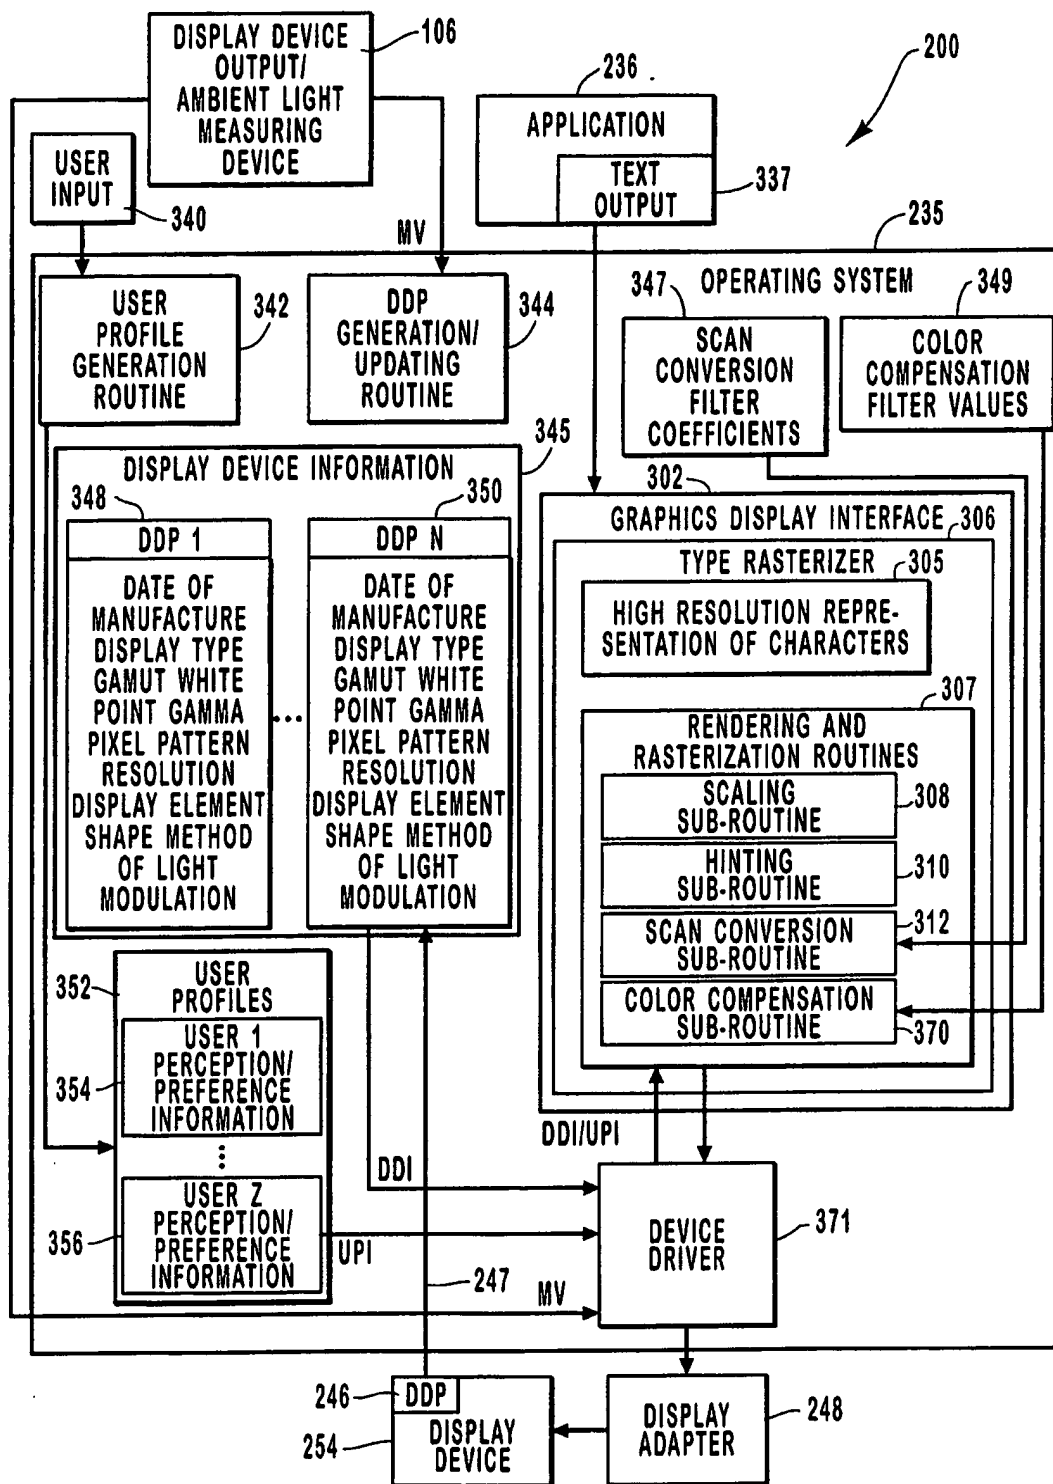 DISPLAY DEVICE
OUTPUT/
AMBIENT LIGHT
MEASURING
DEVICE
106
236
200
APPLICATION
TEXT
OUTPUT
337
USER
INPUT
340
MV
235
OPERATING SYSTEM
USER
PROFILE
GENERATION
ROUTINE
342
DDP
GENERATION/
UPDATING
ROUTINE
344
347
SCAN
CONVERSION
FILTER
COEFFICIENTS
349
COLOR
COMPENSATION
FILTER VALUES
345
DISPLAY DEVICE INFORMATION
348
DDP 1
DATE OF
MANUFACTURE
DISPLAY TYPE
GAMUT WHITE
POINT GAMMA
PIXEL PATTERN
RESOLUTION
DISPLAY ELEMENT
SHAPE METHOD
OF LIGHT
MODULATION
...
350
DDP N
DATE OF
MANUFACTURE
DISPLAY TYPE
GAMUT WHITE
POINT GAMMA
PIXEL PATTERN
RESOLUTION
DISPLAY ELEMENT
SHAPE METHOD
OF LIGHT
MODULATION
302
GRAPHICS DISPLAY INTERFACE
306
TYPE RASTERIZER
305
HIGH RESOLUTION REPRE-
SENTATION OF CHARACTERS
307
RENDERING AND
RASTERIZATION ROUTINES
SCALING
SUB-ROUTINE
308
HINTING
SUB-ROUTINE
310
SCAN CONVERSION
SUB-ROUTINE
312
COLOR COMPENSATION
SUB-ROUTINE
370
352
USER
PROFILES
USER 1
PERCEPTION/
PREFERENCE
INFORMATION
354
...
USER Z
PERCEPTION/
PREFERENCE
INFORMATION
356
DDI
UPI
MV
247
DDI/UPI
DEVICE
DRIVER
371
246
DDP
DISPLAY
DEVICE
254
DISPLAY
ADAPTER
248